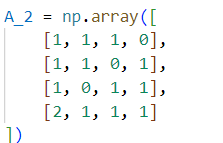 A_2 = np.array([
    [1, 1, 1, 0],
    [1, 1, 0, 1],
    [1, 0, 1, 1],
    [2, 1, 1, 1]
])